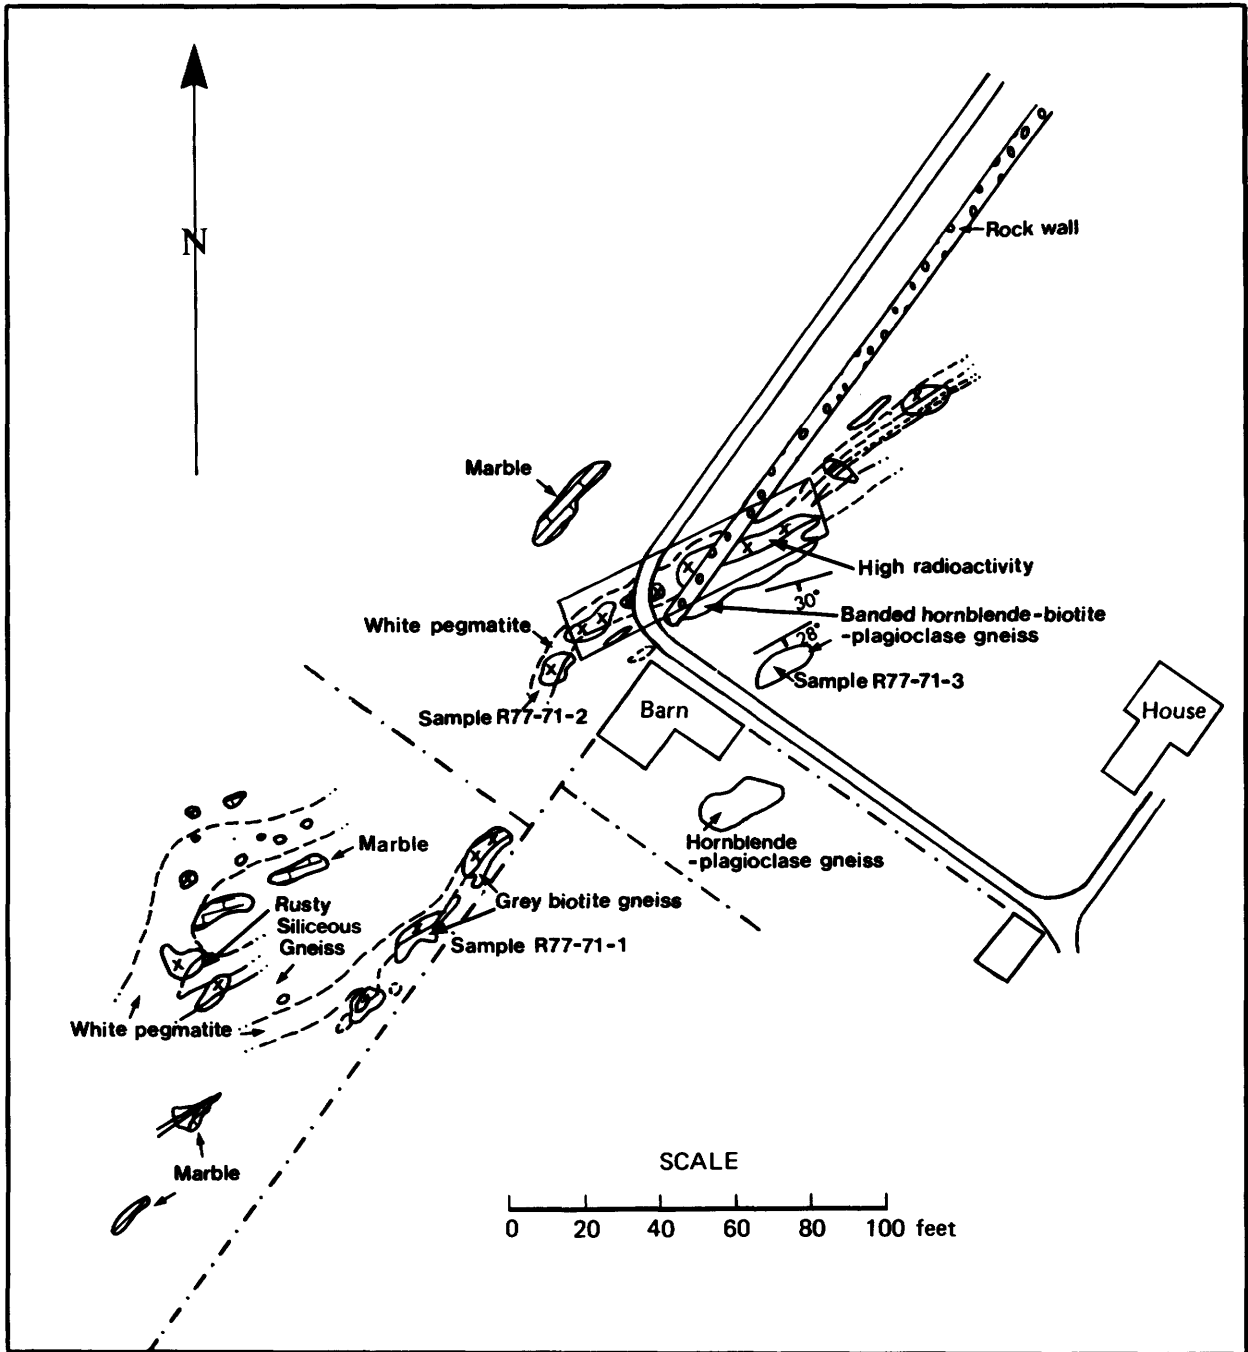 N
Rock wall
Marble
High radioactivity
30°
Banded hornblende-biotite
-plagioclase gneiss
28°
White pegmatite
Sample R77-71-3
Sample R77-71-2
Barn
House
Hornblende
-plagioclase gneiss
Marble
Rusty
Siliceous
Gneiss
Grey biotite gneiss
Sample R77-71-1
White pegmatite
Marble
SCALE
0 20 40 60 80 100 feet